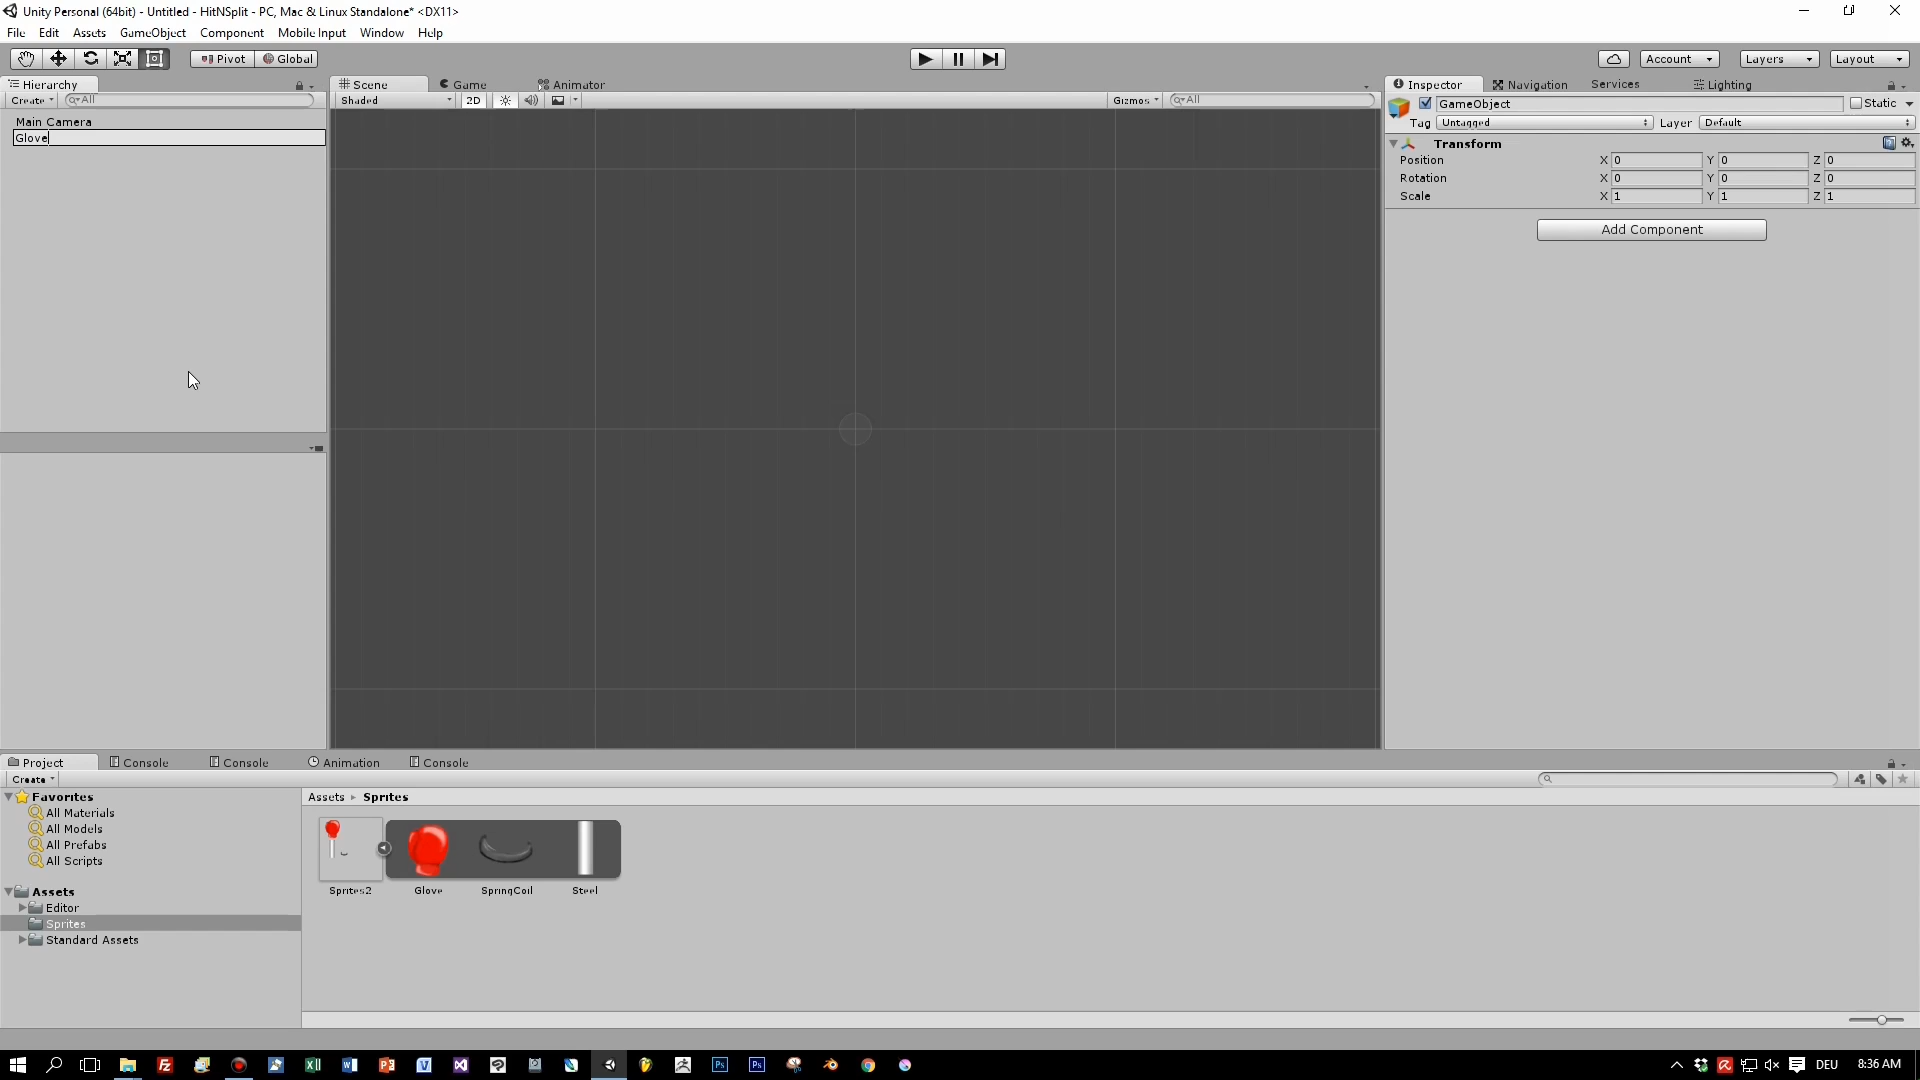 Unity Personal (64bit) - Untitled - HitNSplit - PC, Mac & Linux Standalone* <DX11>
File Edit Assets GameObject Component Mobile Input Window Help
Pivot Global Account Layers Layout
Hierarchy Scene Game Animator Inspector Navigation Services Lighting
Create All Shaded 2D Gizmos All
GameObject Static
Main Camera
Tag Untagged Layer Default
Glove
Transform
Position X 0 Y 0 Z 0
Rotation X 0 Y 0 Z 0
Scale X 1 Y 1 Z 1
Add Component
Project Console Console Animation Console
Create
Favorites
Assets Sprites
All Materials
All Models
All Prefabs
All Scripts
Sprites2 Glove SpringCoil Steel
Assets
Editor
Sprites
Standard Assets
DEU 8:36 AM